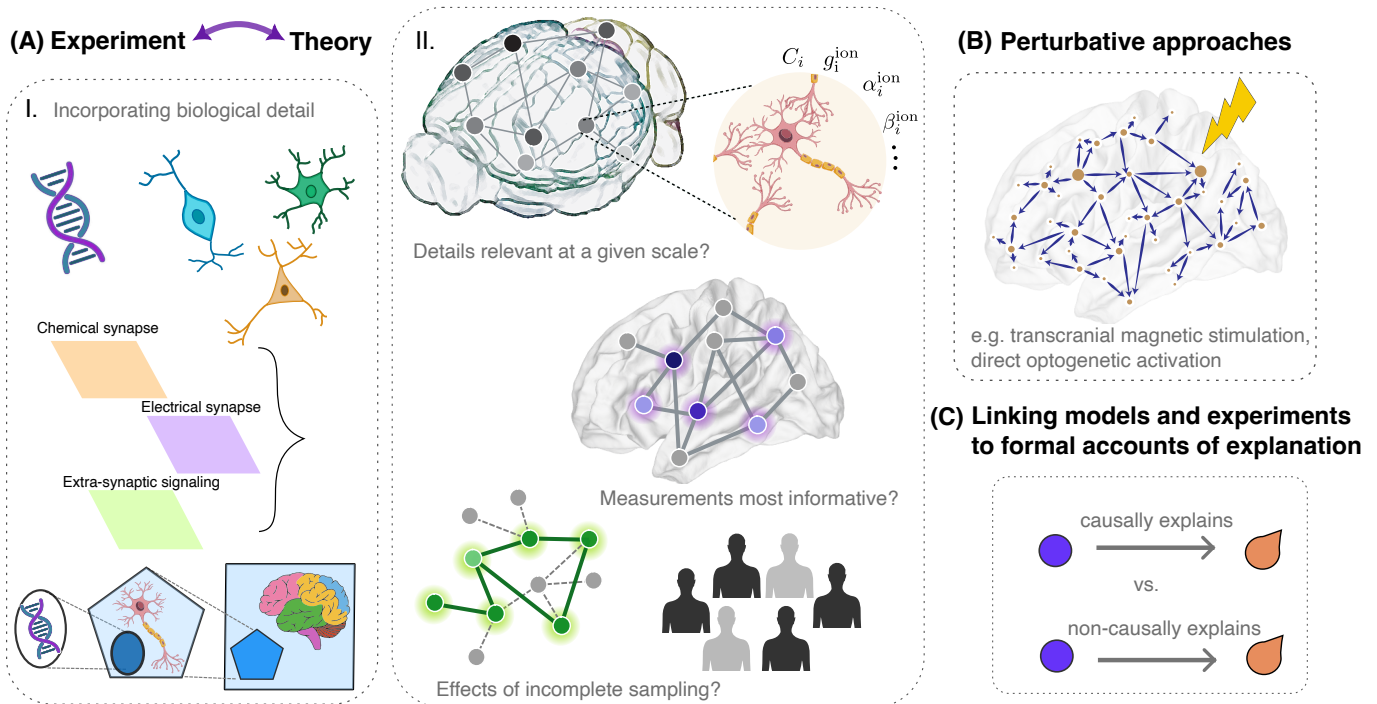 (A) Experiment Theory
I. Incorporating biological detail
Chemical synapse
Electrical synapse
Extra-synaptic signaling
II.
C_i g_i^ion
α_i^ion
β_i^ion
⋮
Details relevant at a given scale?
Measurements most informative?
Effects of incomplete sampling?
(B) Perturbative approaches
e.g. transcranial magnetic stimulation,
direct optogenetic activation
(C) Linking models and experiments
to formal accounts of explanation
causally explains
vs.
non-causally explains